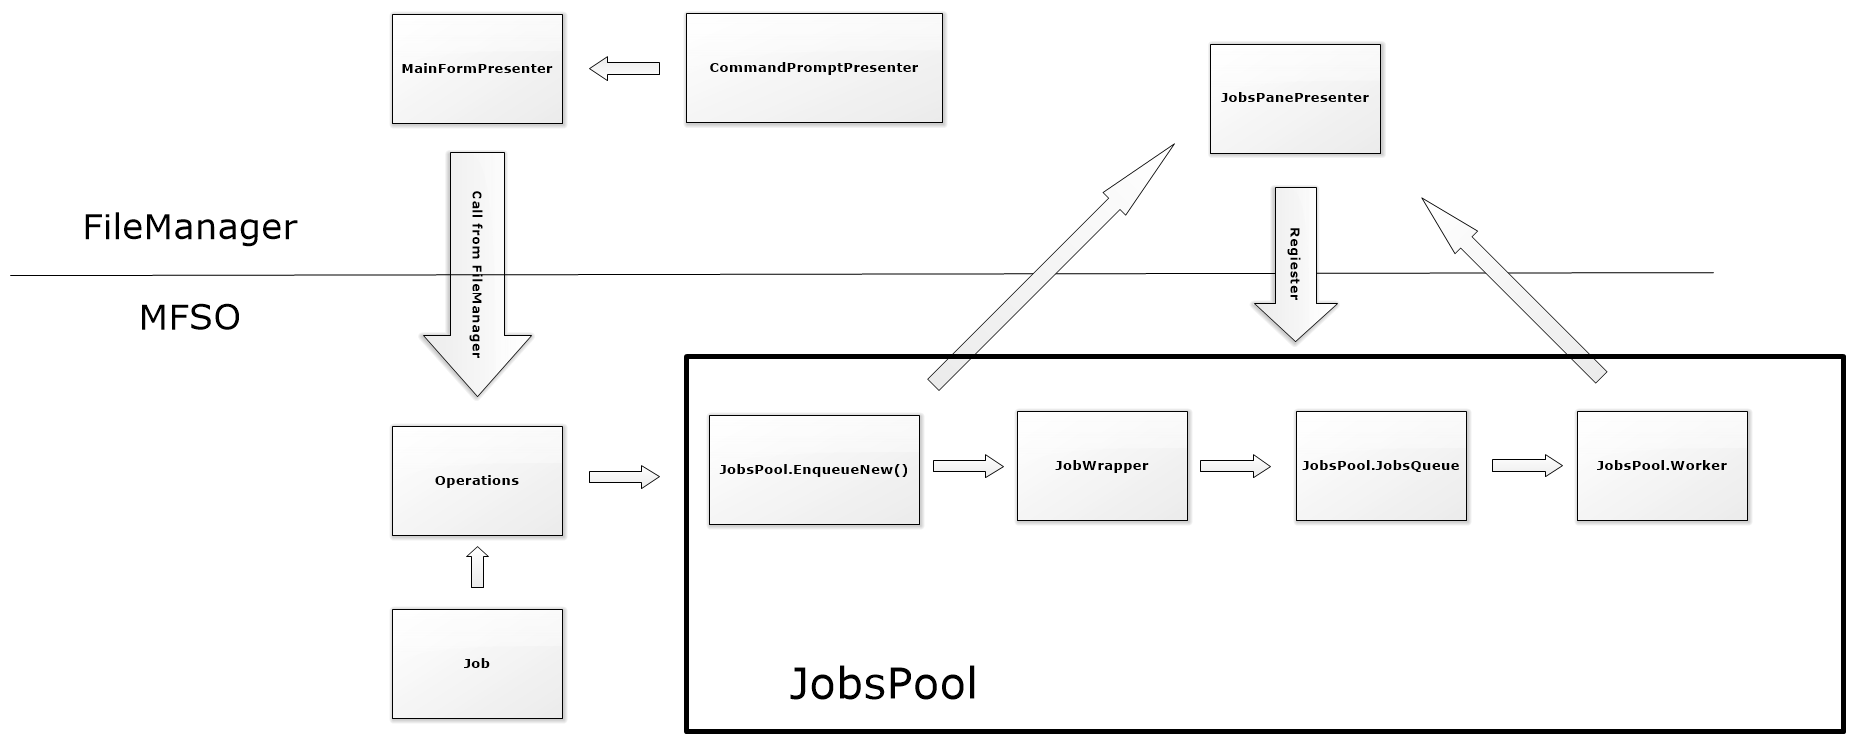 MainFormPresenter
CommandPromptPresenter
JobsPanePresenter
FileManager
Call from FileManager
Regiester
MFSO
Operations
JobsPool.EnqueueNew()
JobWrapper
JobsPool.JobsQueue
JobsPool.Worker
Job
JobsPool